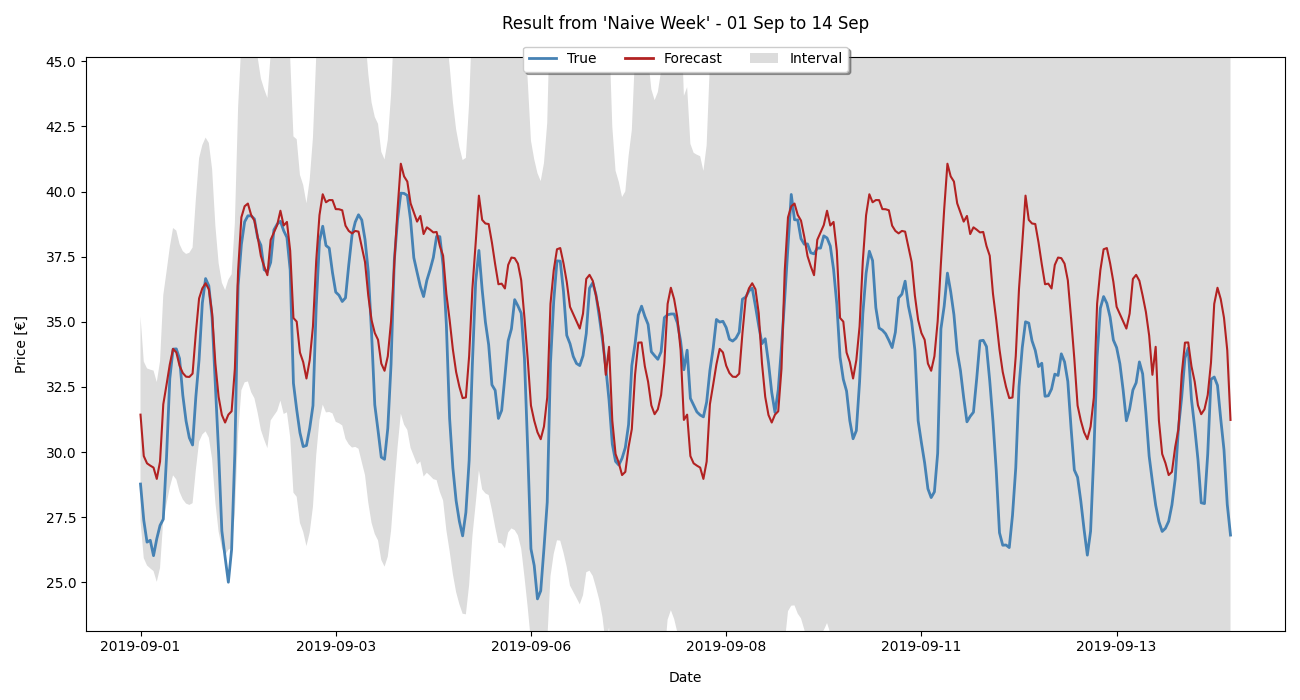 Result from 'Naive Week' - 01 Sep to 14 Sep
True Forecast Interval
45.0
42.5
40.0
37.5
35.0
32.5
30.0
27.5
25.0
Price [€]
2019-09-01 2019-09-03 2019-09-06 2019-09-08 2019-09-11 2019-09-13
Date